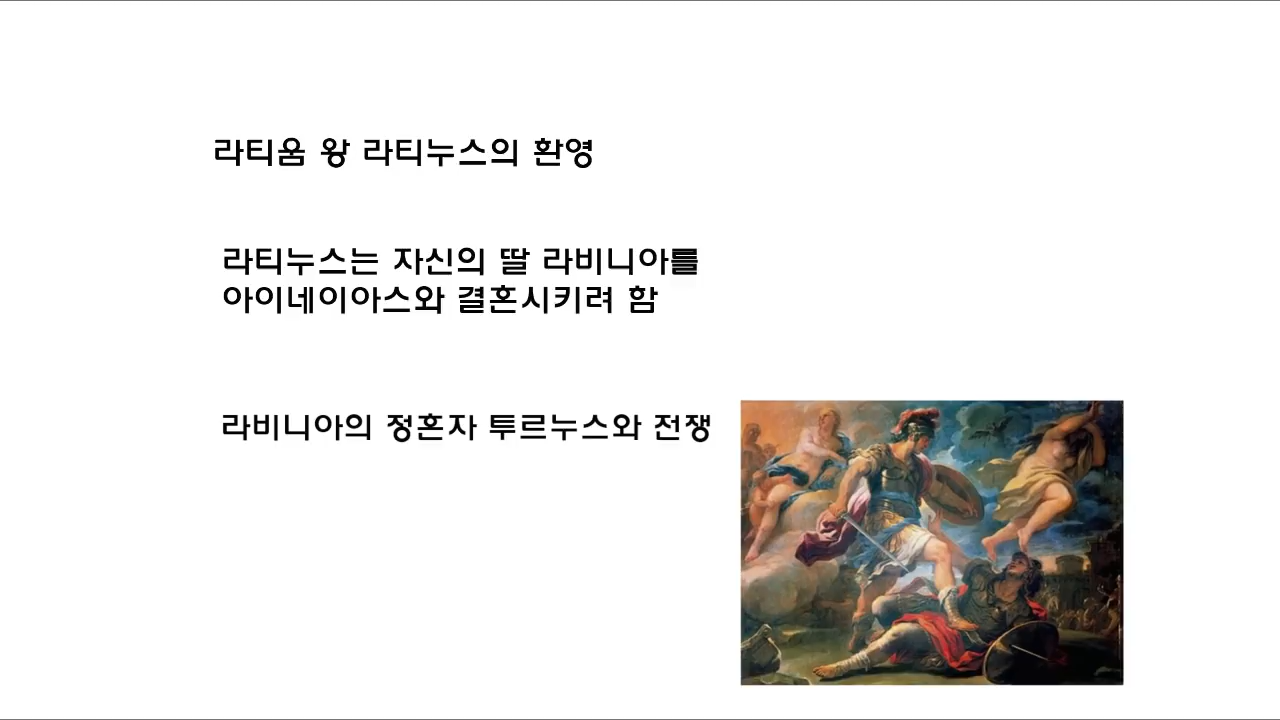 라티움 왕 라티누스의 환영
라티누스는 자신의 딸 라비니아를
아이네이아스와 결혼시키려 함
라비니아의 정혼자 투르누스와 전쟁